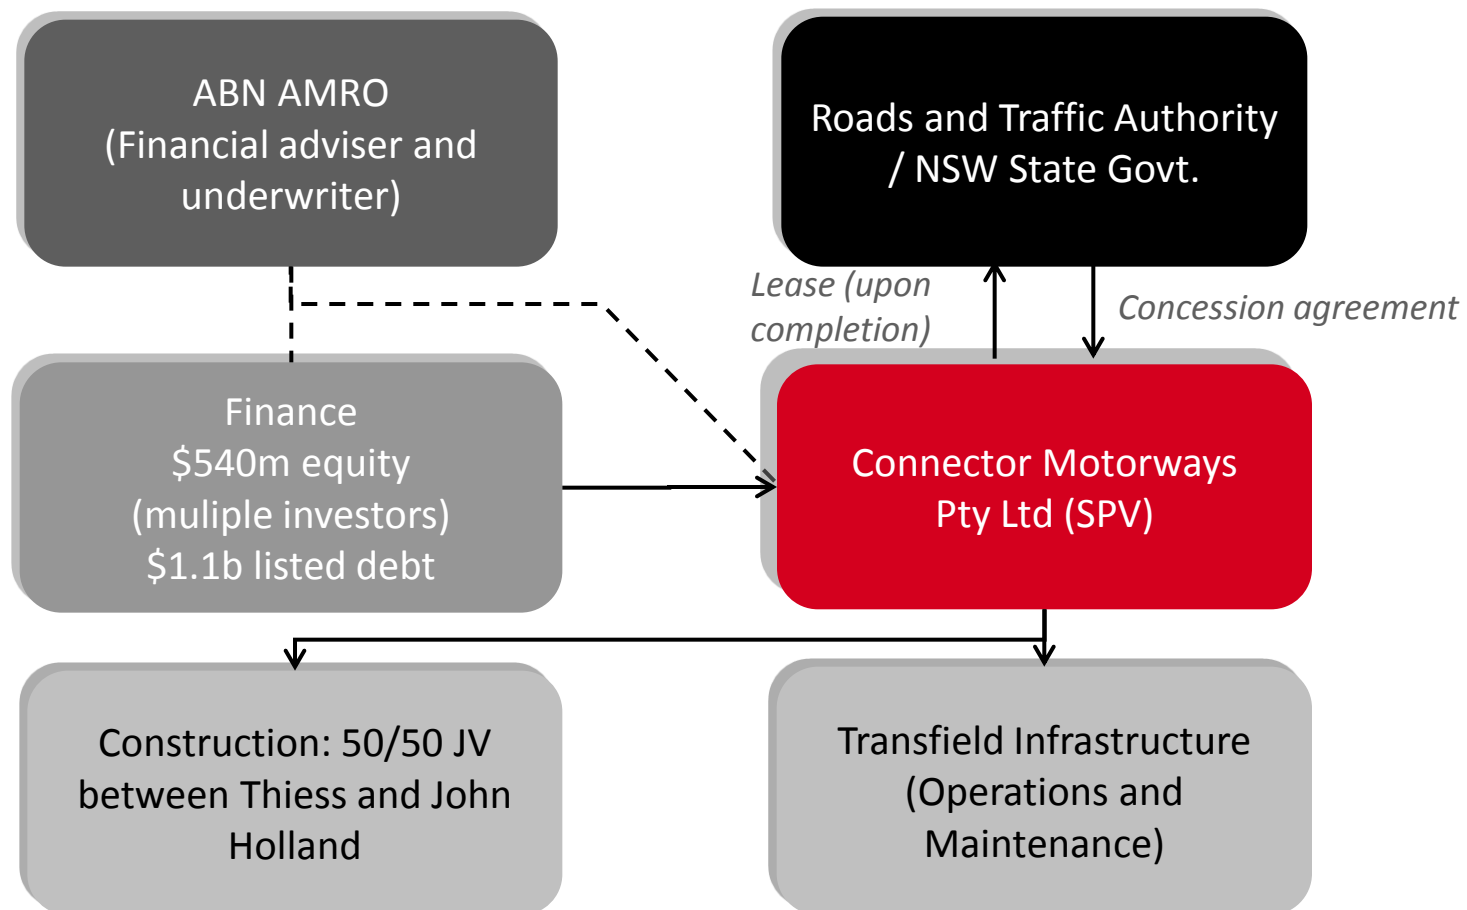 ABN AMRO
(Financial adviser and
underwriter)
Roads and Traffic Authority
/ NSW State Govt.
Lease (upon
completion)
Concession agreement
Finance
$540m equity
(muliple investors)
$1.1b listed debt
Connector Motorways
Pty Ltd (SPV)
Construction: 50/50 JV
between Thiess and John
Holland
Transfield Infrastructure
(Operations and
Maintenance)